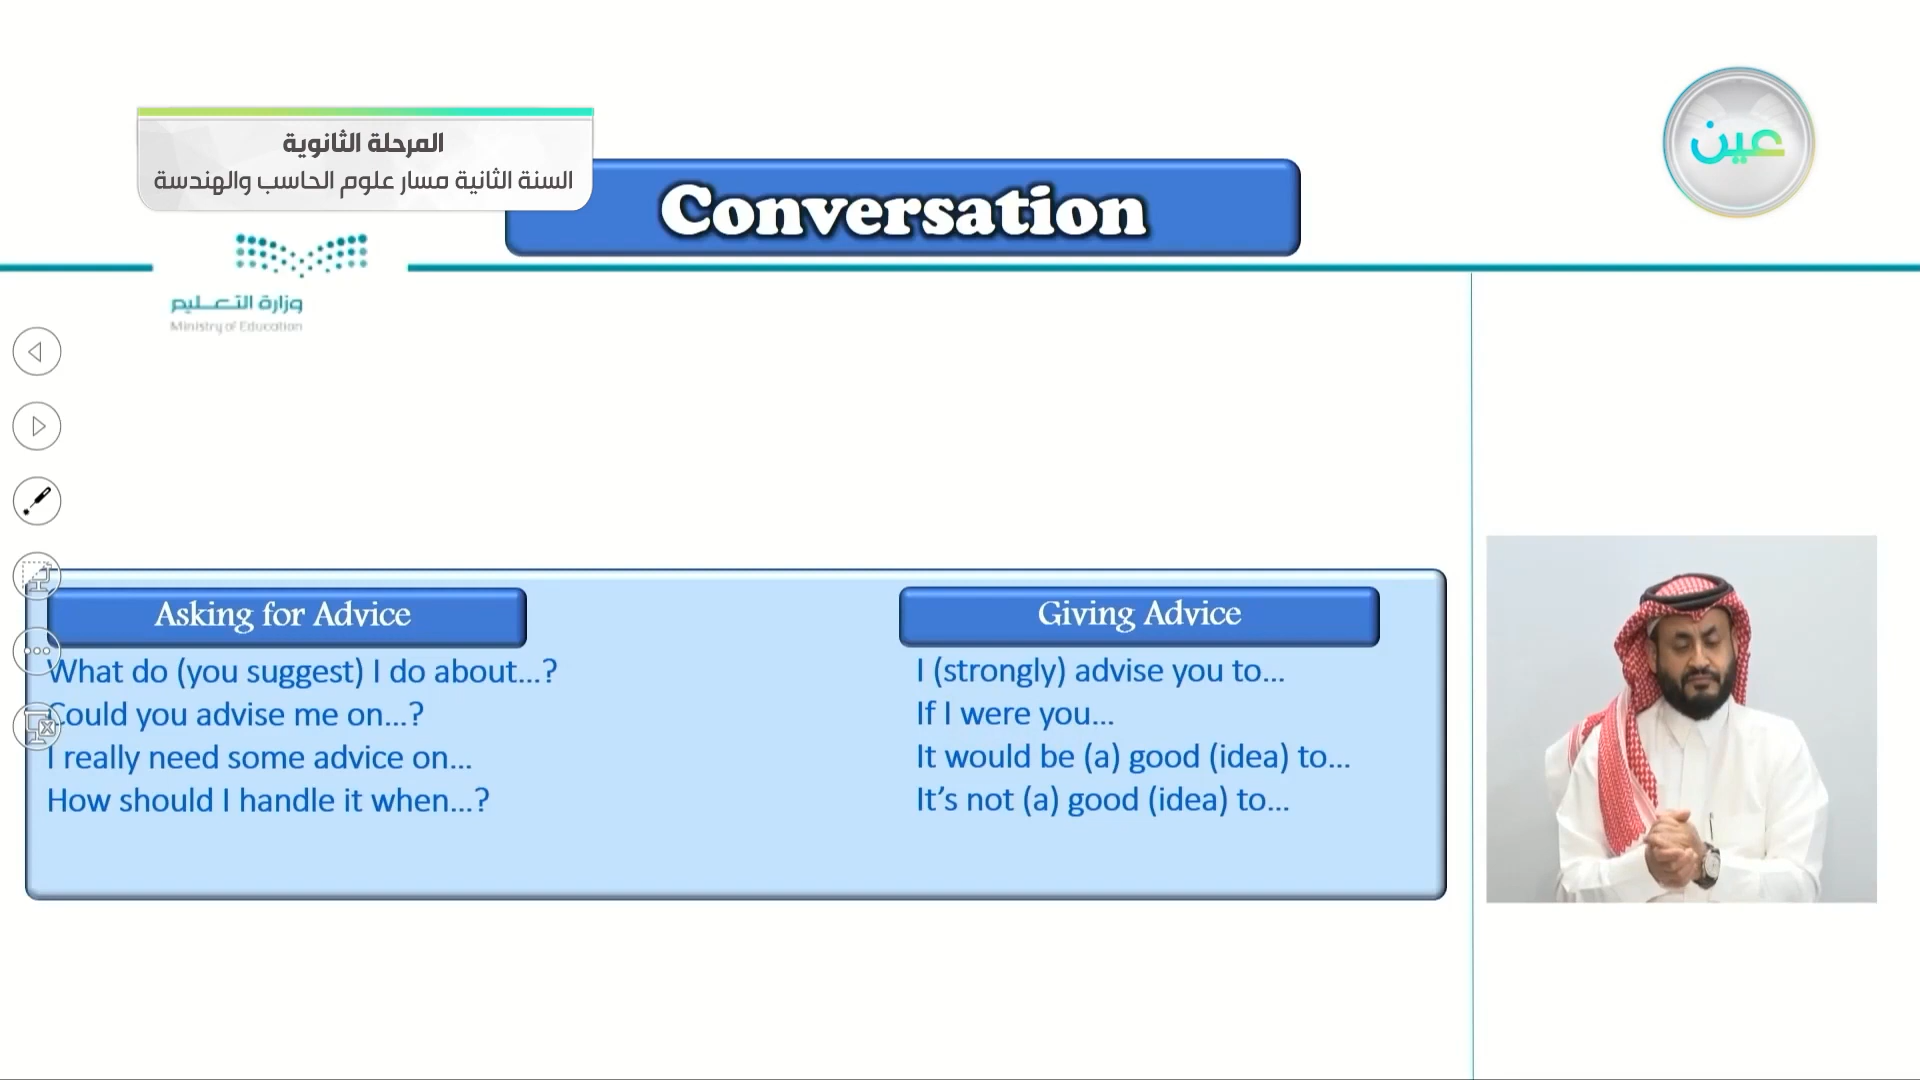 المرحلة الثانوية
السنة الثانية مسار علوم الحاسب والهندسة
عين
Conversation
وزارة التعليم
Ministry of Education
Asking for Advice
What do (you suggest) I do about...?
Could you advise me on...?
I really need some advice on...
How should I handle it when...?
Giving Advice
I (strongly) advise you to...
If I were you...
It would be (a) good (idea) to...
It’s not (a) good (idea) to...